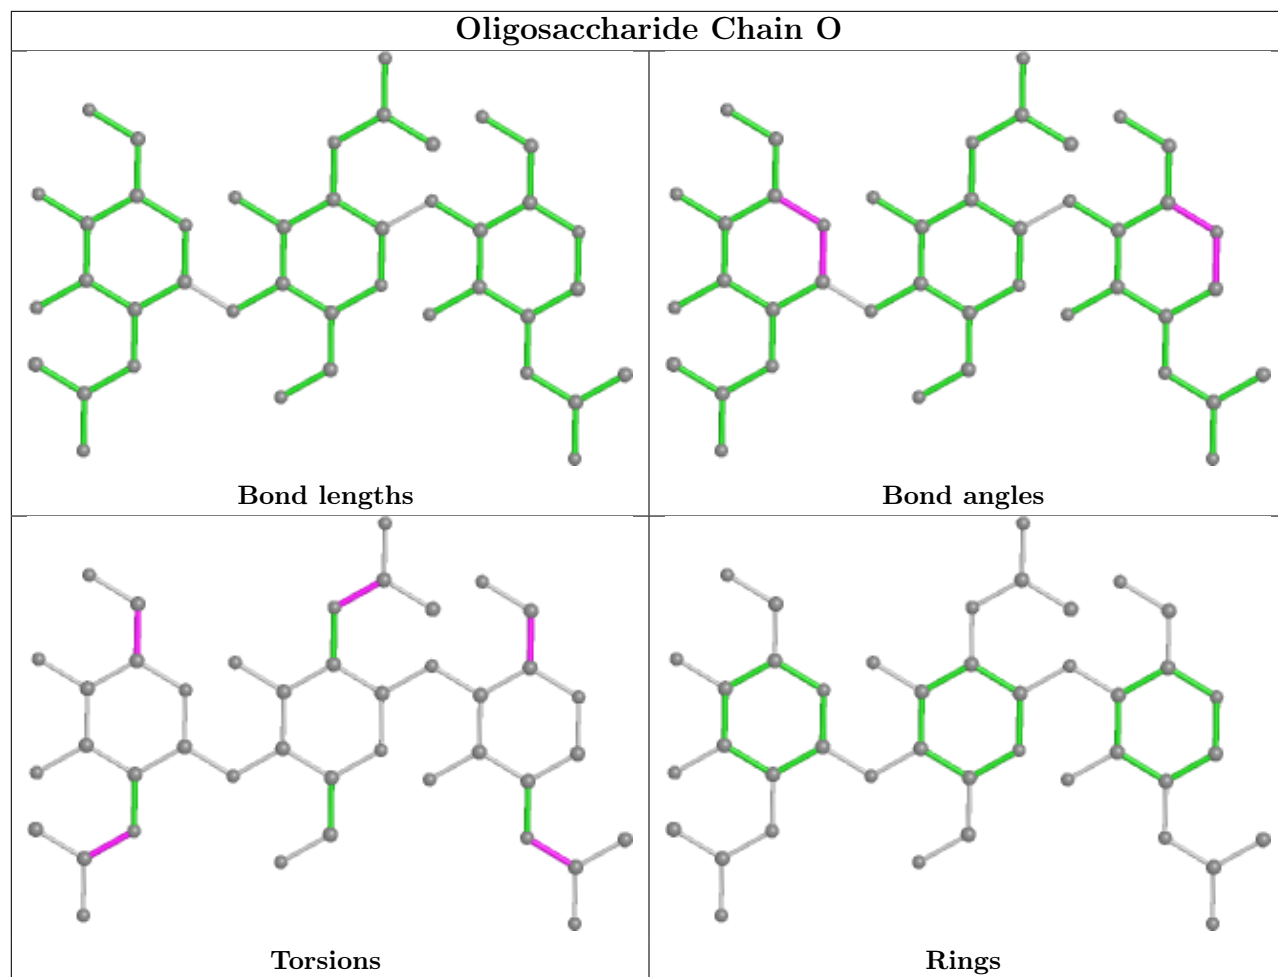 Oligosaccharide Chain O
Bond lengths
Bond angles
Torsions
Rings